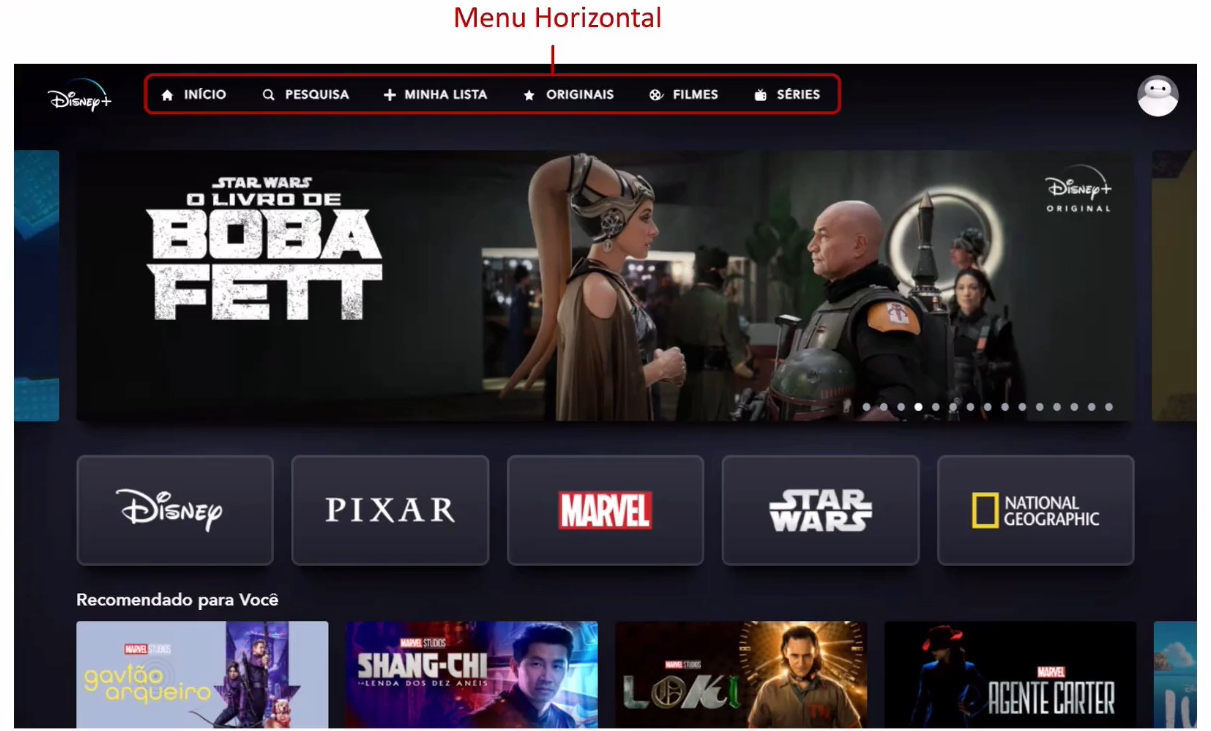 Menu Horizontal
Disney+
INÍCIO PESQUISA MINHA LISTA ORIGINAIS FILMES SÉRIES
STAR WARS
O LIVRO DE
BOBA
FETT
Disney+
ORIGINAL
Disney
PIXAR
MARVEL
STAR
WARS
NATIONAL
GEOGRAPHIC
Recomendado para Você
MARVEL STUDIOS
gavião
arqueiro
MARVEL STUDIOS
SHANG-CHI
E A LENDA DOS DEZ ANÉIS
MARVEL STUDIOS
LOKI
MARVEL
AGENTE CARTER